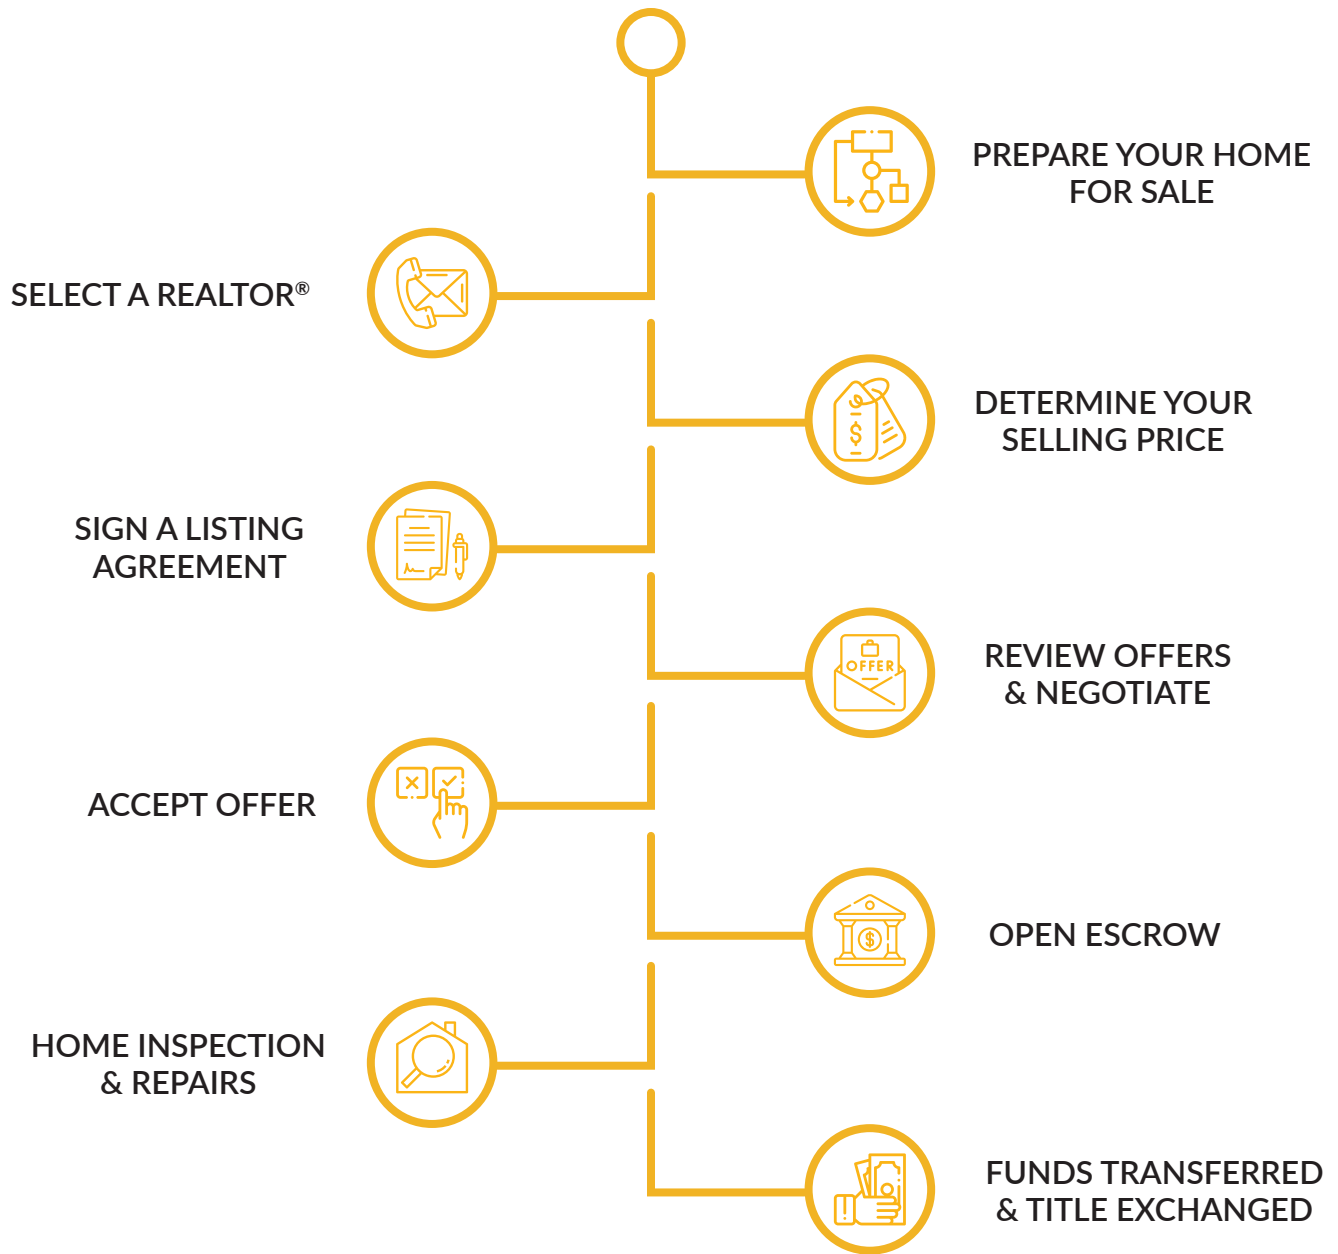 PREPARE YOUR HOME
FOR SALE
SELECT A REALTOR®
DETERMINE YOUR
SELLING PRICE
$
SIGN A LISTING
AGREEMENT
REVIEW OFFERS
& NEGOTIATE
OFFER
ACCEPT OFFER
OPEN ESCROW
$
HOME INSPECTION
& REPAIRS
FUNDS TRANSFERRED
& TITLE EXCHANGED